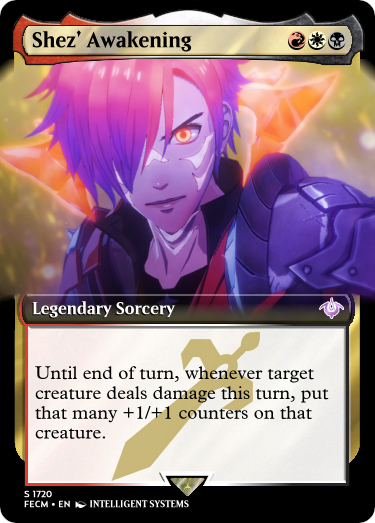 Shez' Awakening
Legendary Sorcery
Until end of turn, whenever target
creature deals damage this turn, put
that many +1/+1 counters on that
creature.
S 1720
FECM • EN INTELLIGENT SYSTEMS